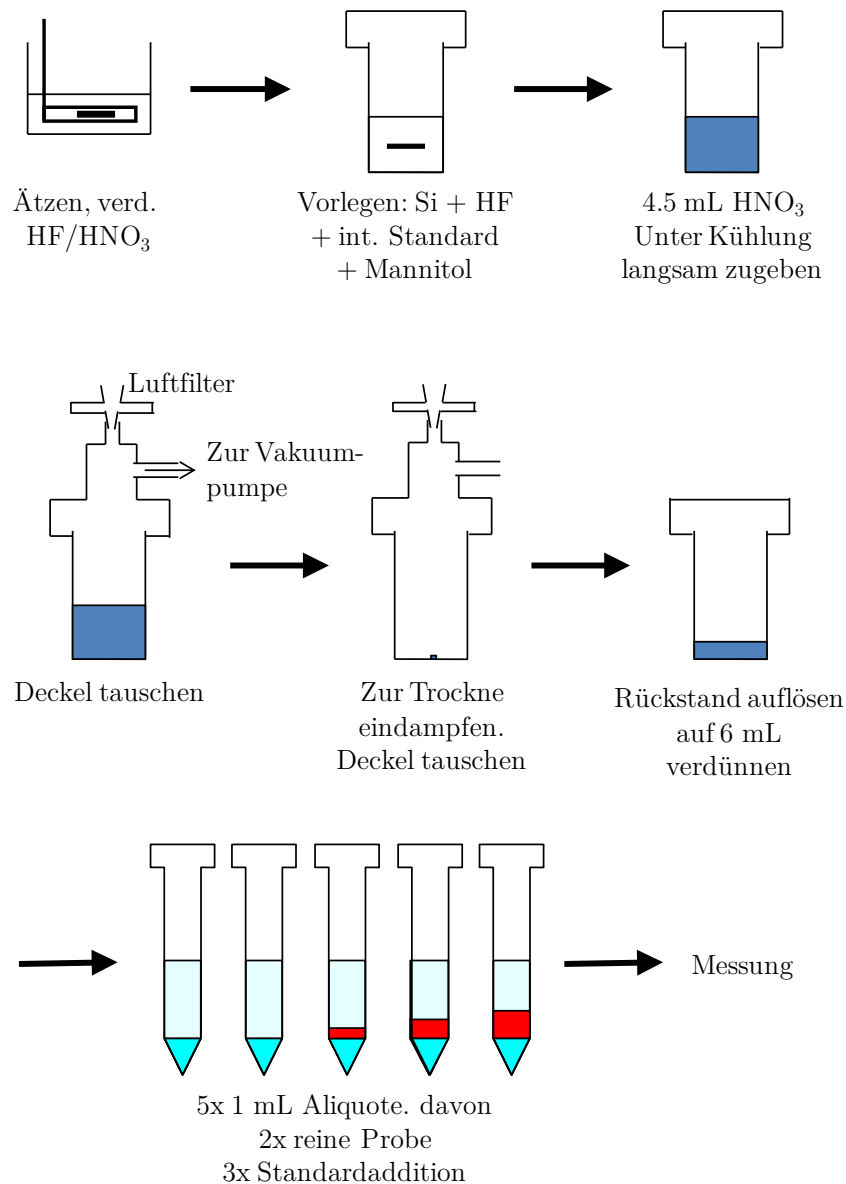 Ätzen, verd.
HF/HNO₃
Vorlegen: Si + HF
+ int. Standard
+ Mannitol
4.5 mL HNO₃
Unter Kühlung
langsam zugeben
Luftfilter
Zur Vakuum-
pumpe
Deckel tauschen
Zur Trockne
eindampfen.
Deckel tauschen
Rückstand auflösen
auf 6 mL
verdünnen
Messung
5x 1 mL Aliquote. davon
2x reine Probe
3x Standardaddition